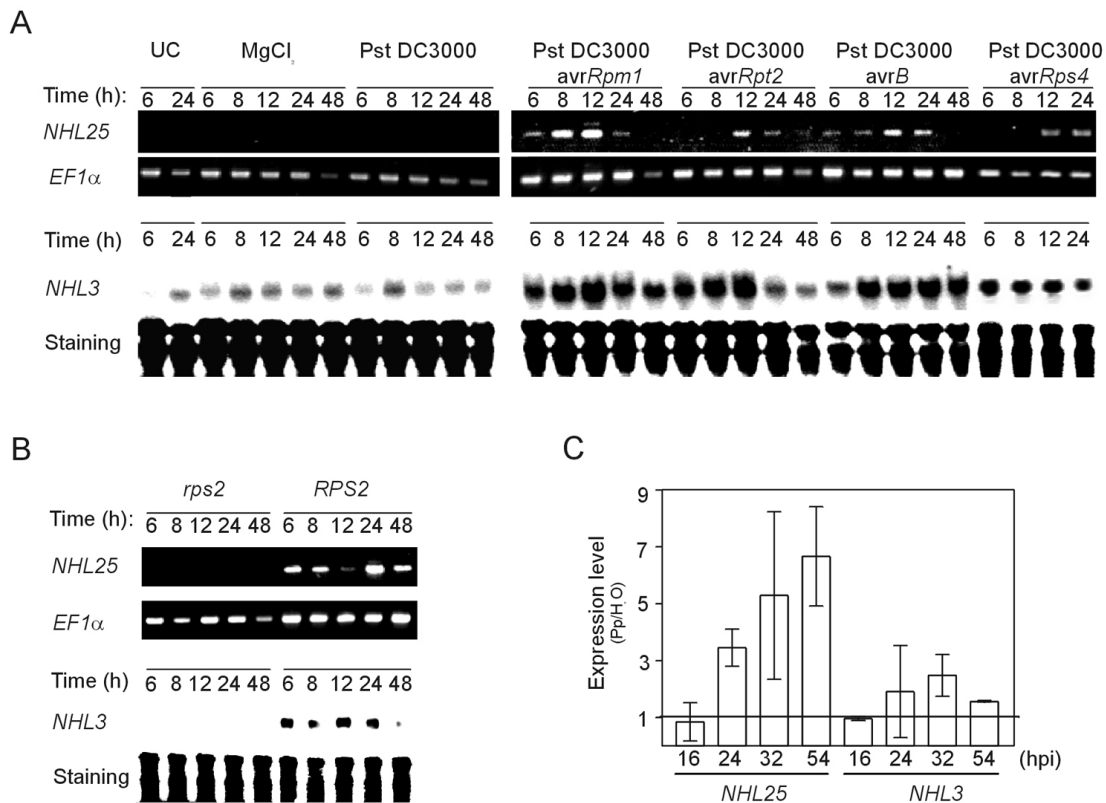 A
UC MgCl₂ Pst DC3000 Pst DC3000 Pst DC3000 Pst DC3000 Pst DC3000
avrRpm1 avrRpt2 avrB avrRps4
Time (h): 6 24 6 8 12 24 48 6 8 12 24 48 6 8 12 24 48 6 8 12 24 48 6 8 12 24 48 6 8 12 24
NHL25
EF1α
Time (h) 6 24 6 8 12 24 48 6 8 12 24 48 6 8 12 24 48 6 8 12 24 48 6 8 12 24 48 6 8 12 24
NHL3
Staining
B
rps2 RPS2
Time (h): 6 8 12 24 48 6 8 12 24 48
NHL25
EF1α
Time (h) 6 8 12 24 48 6 8 12 24 48
NHL3
Staining
C
Expression level
(Pp/H₂O)
9
7
5
3
1
16 24 32 54 16 24 32 54 (hpi)
NHL25 NHL3